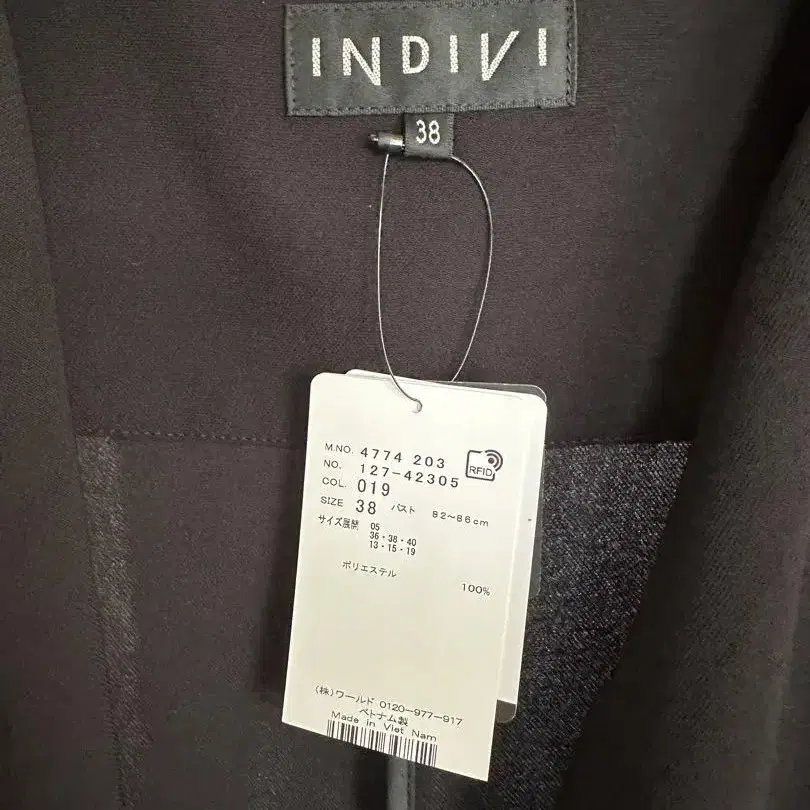 INDIVI
38
M.NO. 4774 203
NO. 127-42305
COL. 019
SIZE 38 バスト 82~86cm
サイズ展開 05
36・38・40
13・15・19
ポリエステル
100%
(株)ワールド 0120-977-917
ベトナム製
Made in Viet Nam
RFID